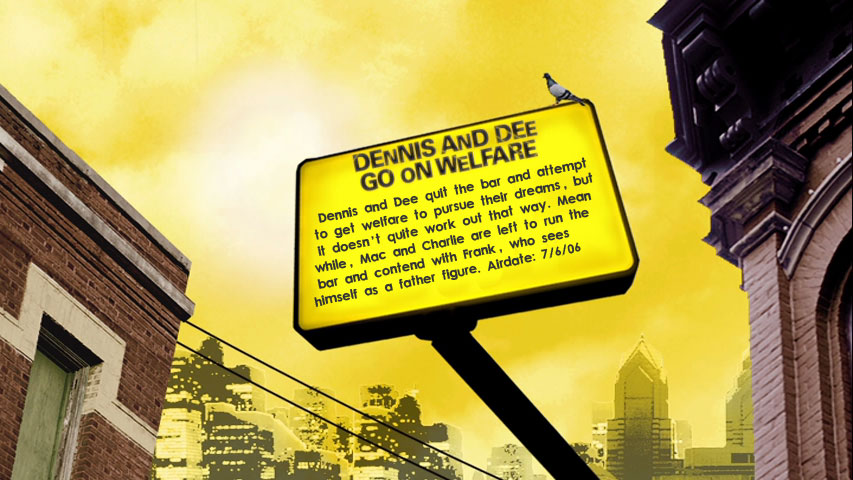 DENNIS AND DEE
GO ON WELFARE
Dennis and Dee quit the bar and attempt
to get welfare to pursue their dreams, but
it doesn't quite work out that way. Mean
while, Mac and Charlie are left to run the
bar and contend with Frank, who sees
himself as a father figure. Airdate: 7/6/06